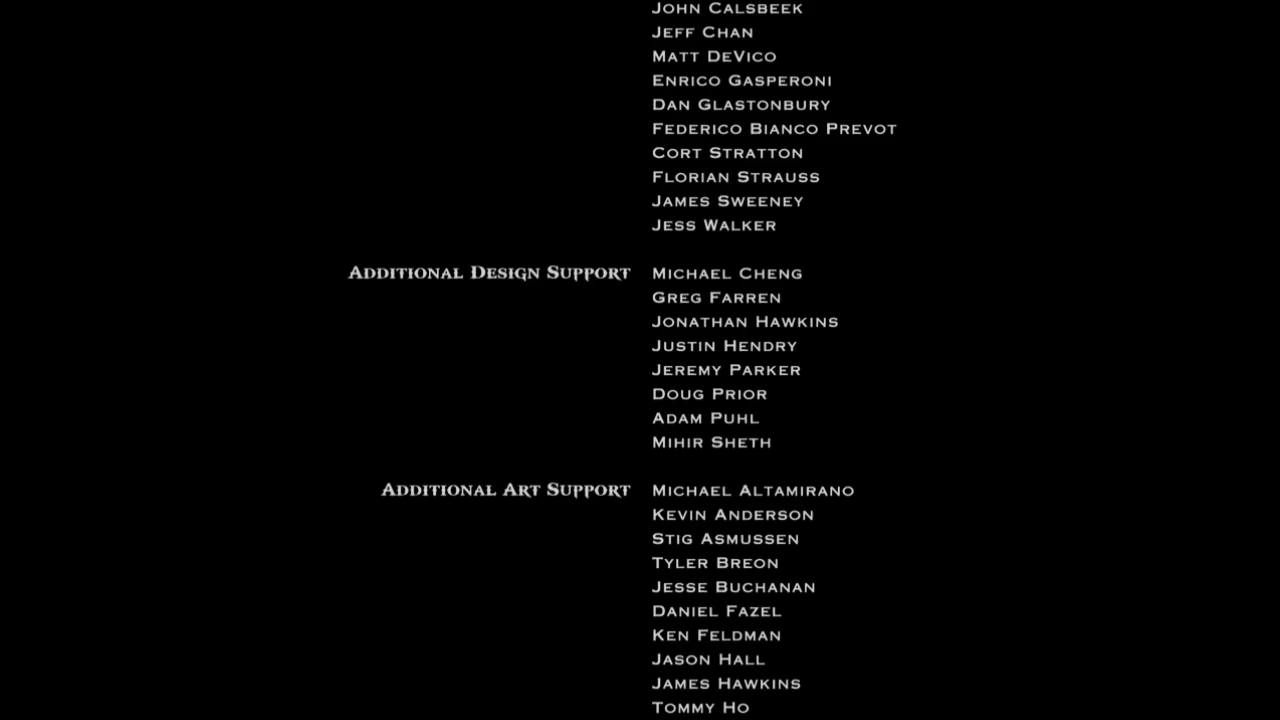 John Calsbeek
Jeff Chan
Matt DeVico
Enrico Gasperoni
Dan Glastonbury
Federico Bianco Prevot
Cort Stratton
Florian Strauss
James Sweeney
Jess Walker
Additional Design Support Michael Cheng
Greg Farren
Jonathan Hawkins
Justin Hendry
Jeremy Parker
Doug Prior
Adam Puhl
Mihir Sheth
Additional Art Support Michael Altamirano
Kevin Anderson
Stig Asmussen
Tyler Breon
Jesse Buchanan
Daniel Fazel
Ken Feldman
Jason Hall
James Hawkins
Tommy Ho